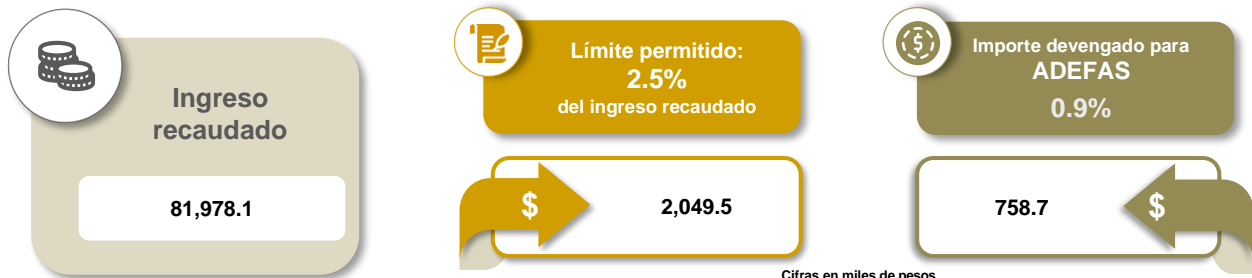 Ingreso
recaudado
81,978.1
Límite permitido:
2.5%
del ingreso recaudado
$
2,049.5
Importe devengado para
ADEFAS
0.9%
758.7
$
Cifras en miles de pesos